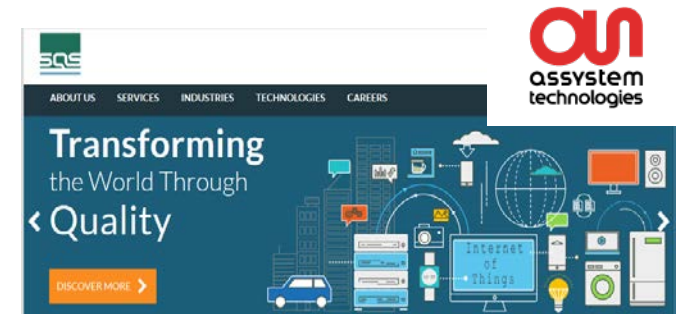 SQS
assystem
technologies
ABOUT US SERVICES INDUSTRIES TECHNOLOGIES CAREERS
Transforming
the World Through
Quality
Internet
of
Things
DISCOVER MORE